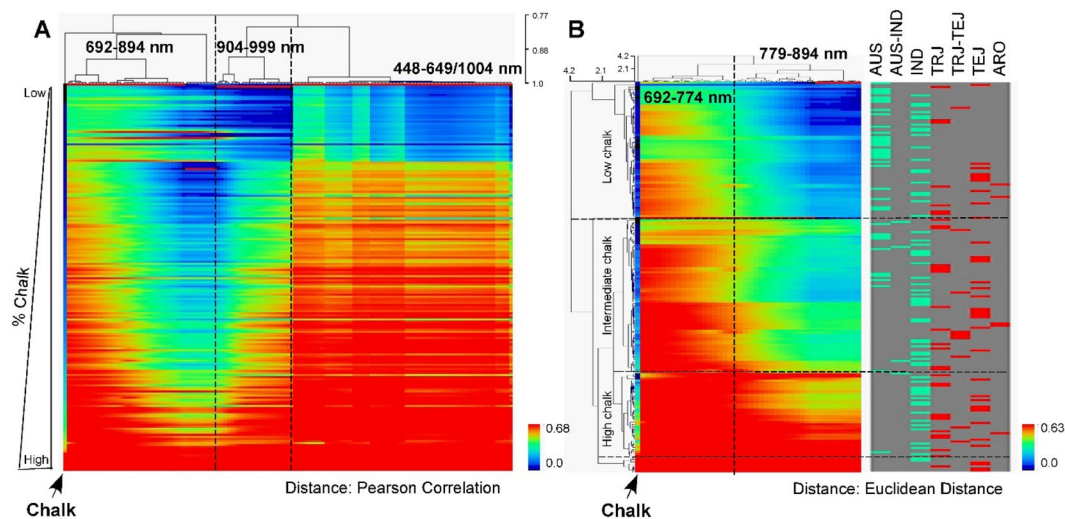 A
692-894 nm
904-999 nm
448-649/1004 nm
0.77
0.88
1.0
Low
% Chalk
High
0.68
0.0
Distance: Pearson Correlation
Chalk
B
779-894 nm
692-774 nm
4.2
2.1
4.2
2.1
Low chalk
Intermediate chalk
High chalk
AUS
AUS-IND
IND
TRJ
TRJ-TEJ
TEJ
ARO
0.63
0.0
Distance: Euclidean Distance
Chalk